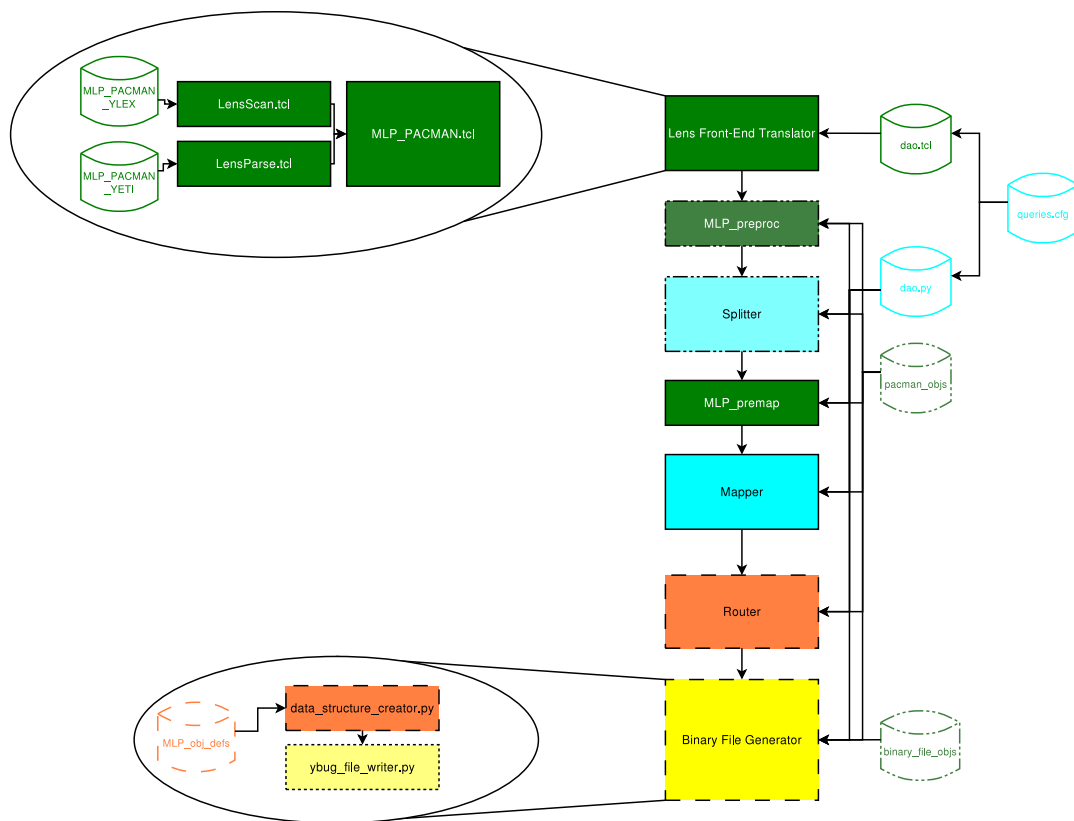 MLP_PACMAN
_YLEX
LensScan.tcl
MLP_PACMAN.tcl
LensParse.tcl
MLP_PACMAN
_YETI
Lens Front-End Translator
dao.tcl
queries.cfg
MLP_preproc
dao.py
Splitter
pacman_objs
MLP_premap
Mapper
Router
data_structure_creator.py
MLP_obj_defs
ybug_file_writer.py
Binary File Generator
binary_file_objs